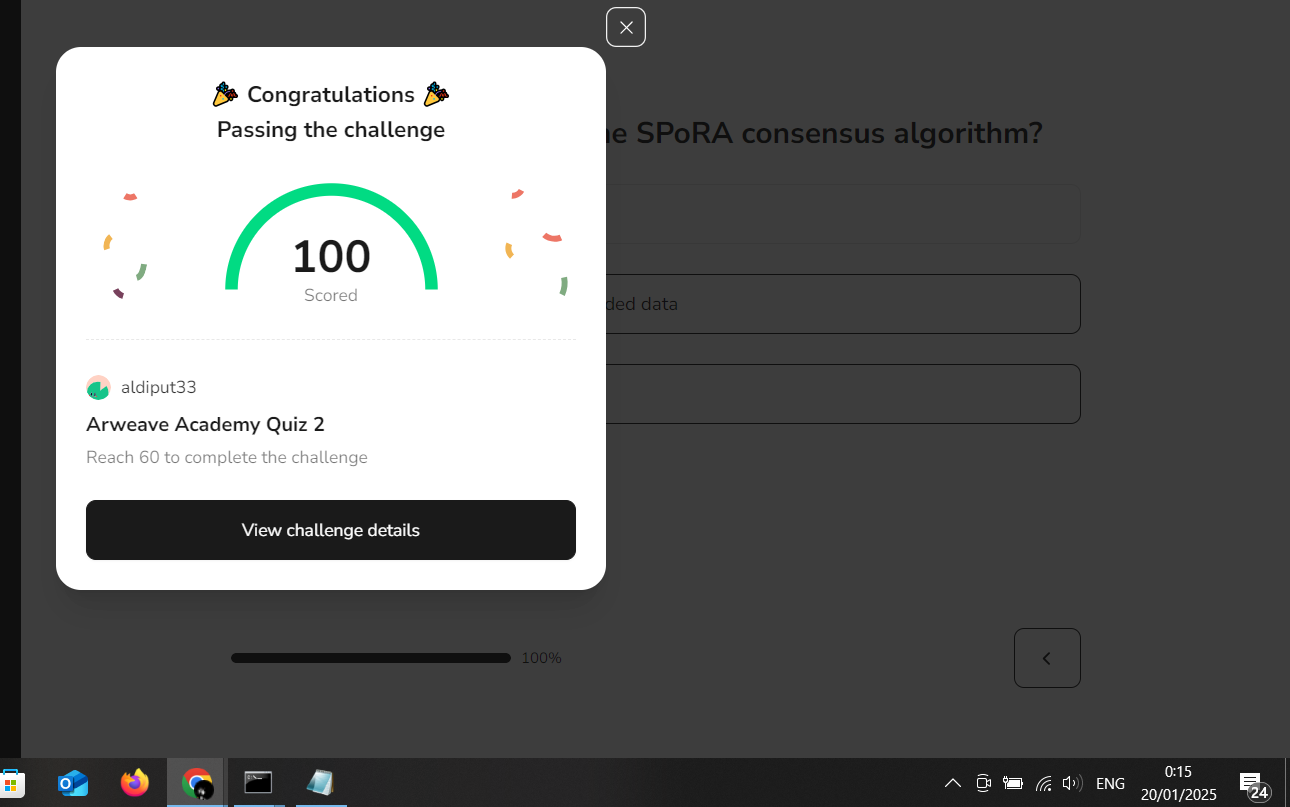 Congratulations
Passing the challenge
he SPoRA consensus algorithm?
100
Scored
ded data
aldiput33
Arweave Academy Quiz 2
Reach 60 to complete the challenge
View challenge details
100%
ENG
0:15
20/01/2025
24